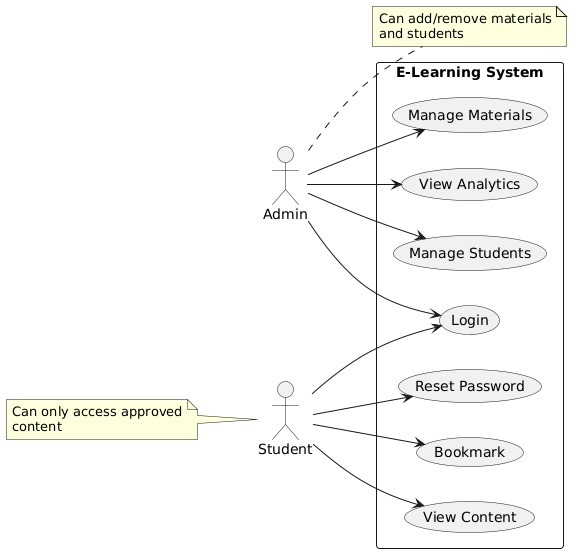 Can add/remove materials
and students
E-Learning System
Manage Materials
View Analytics
Admin
Manage Students
Login
Reset Password
Can only access approved
content
Student
Bookmark
View Content